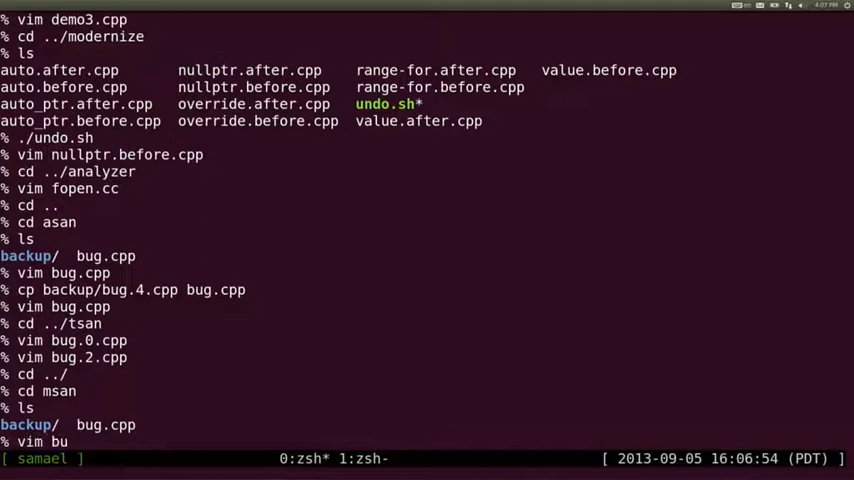 4:07 PM
% vim demo3.cpp
% cd ../modernize
% ls
auto.after.cpp nullptr.after.cpp range-for.after.cpp value.before.cpp
auto.before.cpp nullptr.before.cpp range-for.before.cpp
auto_ptr.after.cpp override.after.cpp undo.sh*
auto_ptr.before.cpp override.before.cpp value.after.cpp
% ./undo.sh
% vim nullptr.before.cpp
% cd ../analyzer
% vim fopen.cc
% cd ..
% cd asan
% ls
backup/ bug.cpp
% vim bug.cpp
% cp backup/bug.4.cpp bug.cpp
% vim bug.cpp
% cd ../tsan
% vim bug.0.cpp
% vim bug.2.cpp
% cd ../
% cd msan
% ls
backup/ bug.cpp
% vim bu
[ samael ] 0:zsh* 1:zsh- [ 2013-09-05 16:06:54 (PDT) ]